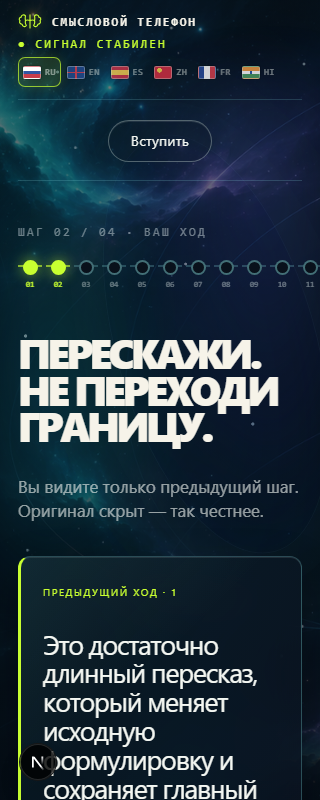 СМЫСЛОВОЙ ТЕЛЕФОН
СИГНАЛ СТАБИЛЕН
RU EN ES ZH FR HI
Вступить
ШАГ 02 / 04 · ВАШ ХОД
01 02 03 04 05 06 07 08 09 10 11
ПЕРЕСКАЖИ.
НЕ ПЕРЕХОДИ
ГРАНИЦУ.
Вы видите только предыдущий шаг.
Оригинал скрыт — так честнее.
ПРЕДЫДУЩИЙ ХОД · 1
Это достаточно
длинный пересказ,
который меняет
исходную
формулировку и
сохраняет главный
N